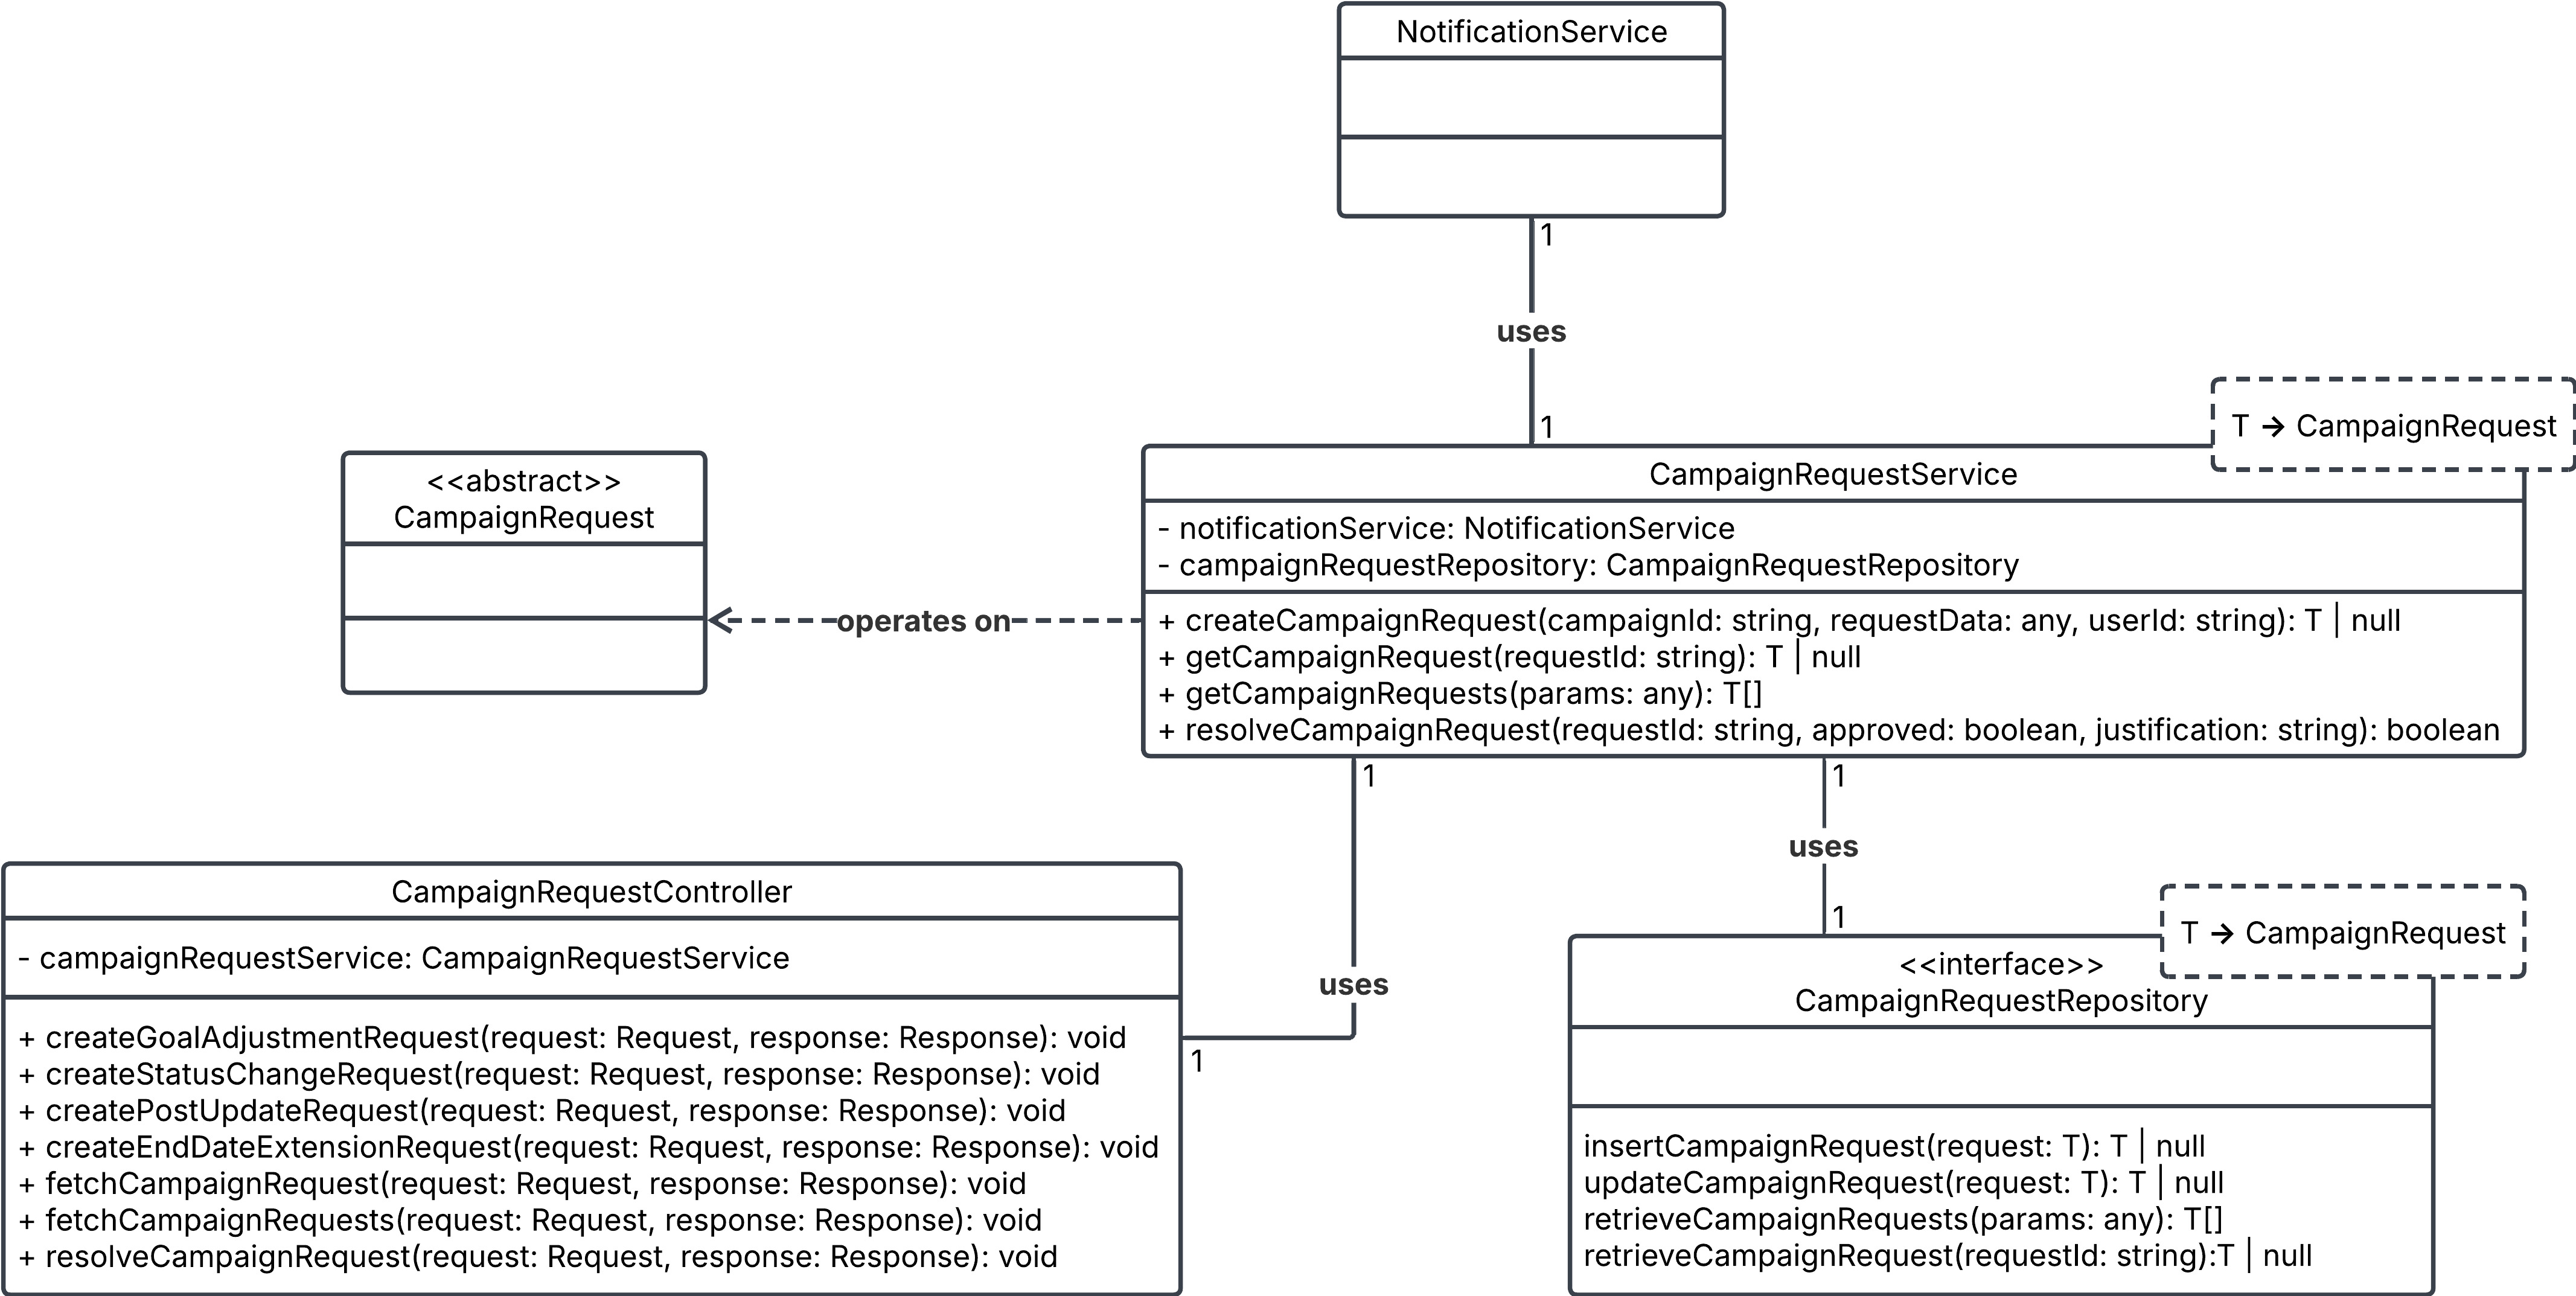 NotificationService
1
uses
1
T → CampaignRequest
<<abstract>>
CampaignRequest
operates on
CampaignRequestService
- notificationService: NotificationService
- campaignRequestRepository: CampaignRequestRepository
+ createCampaignRequest(campaignId: string, requestData: any, userId: string): T | null
+ getCampaignRequest(requestId: string): T | null
+ getCampaignRequests(params: any): T[]
+ resolveCampaignRequest(requestId: string, approved: boolean, justification: string): boolean
1
uses
1
1
uses
1
CampaignRequestController
- campaignRequestService: CampaignRequestService
+ createGoalAdjustmentRequest(request: Request, response: Response): void
+ createStatusChangeRequest(request: Request, response: Response): void
+ createPostUpdateRequest(request: Request, response: Response): void
+ createEndDateExtensionRequest(request: Request, response: Response): void
+ fetchCampaignRequest(request: Request, response: Response): void
+ fetchCampaignRequests(request: Request, response: Response): void
+ resolveCampaignRequest(request: Request, response: Response): void
T → CampaignRequest
<<interface>>
CampaignRequestRepository
insertCampaignRequest(request: T): T | null
updateCampaignRequest(request: T): T | null
retrieveCampaignRequests(params: any): T[]
retrieveCampaignRequest(requestId: string):T | null